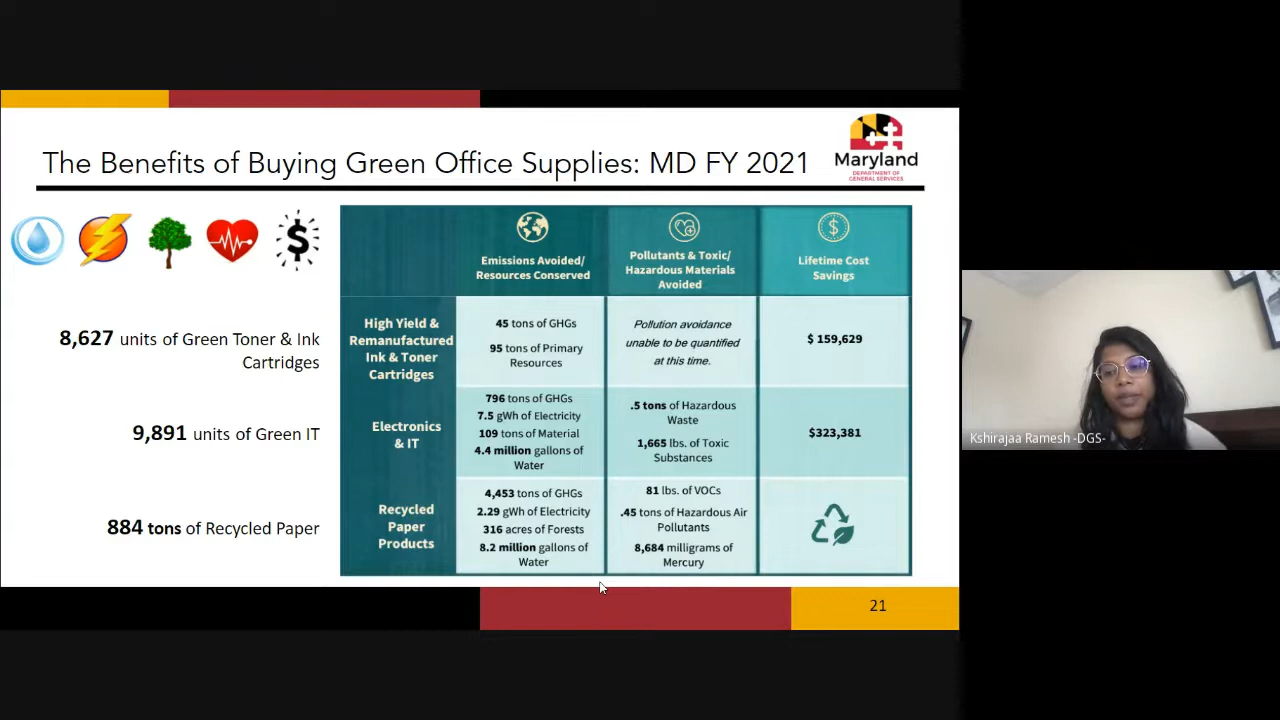 The Benefits of Buying Green Office Supplies: MD FY 2021
Maryland
DEPARTMENT OF
GENERAL SERVICES
8,627 units of Green Toner & Ink
Cartridges
9,891 units of Green IT
884 tons of Recycled Paper
Emissions Avoided/
Resources Conserved
Pollutants & Toxic/
Hazardous Materials
Avoided
Lifetime Cost
Savings
High Yield &
Remanufactured
Ink & Toner
Cartridges
45 tons of GHGs
95 tons of Primary
Resources
Pollution avoidance
unable to be quantified
at this time.
$ 159,629
Electronics
& IT
796 tons of GHGs
7.5 gWh of Electricity
109 tons of Material
4.4 million gallons of
Water
.5 tons of Hazardous
Waste
1,665 lbs. of Toxic
Substances
$323,381
Recycled
Paper
Products
4,453 tons of GHGs
2.29 gWh of Electricity
316 acres of Forests
8.2 million gallons of
Water
81 lbs. of VOCs
.45 tons of Hazardous Air
Pollutants
8,684 milligrams of
Mercury
21
Kshirajaa Ramesh -DGS-